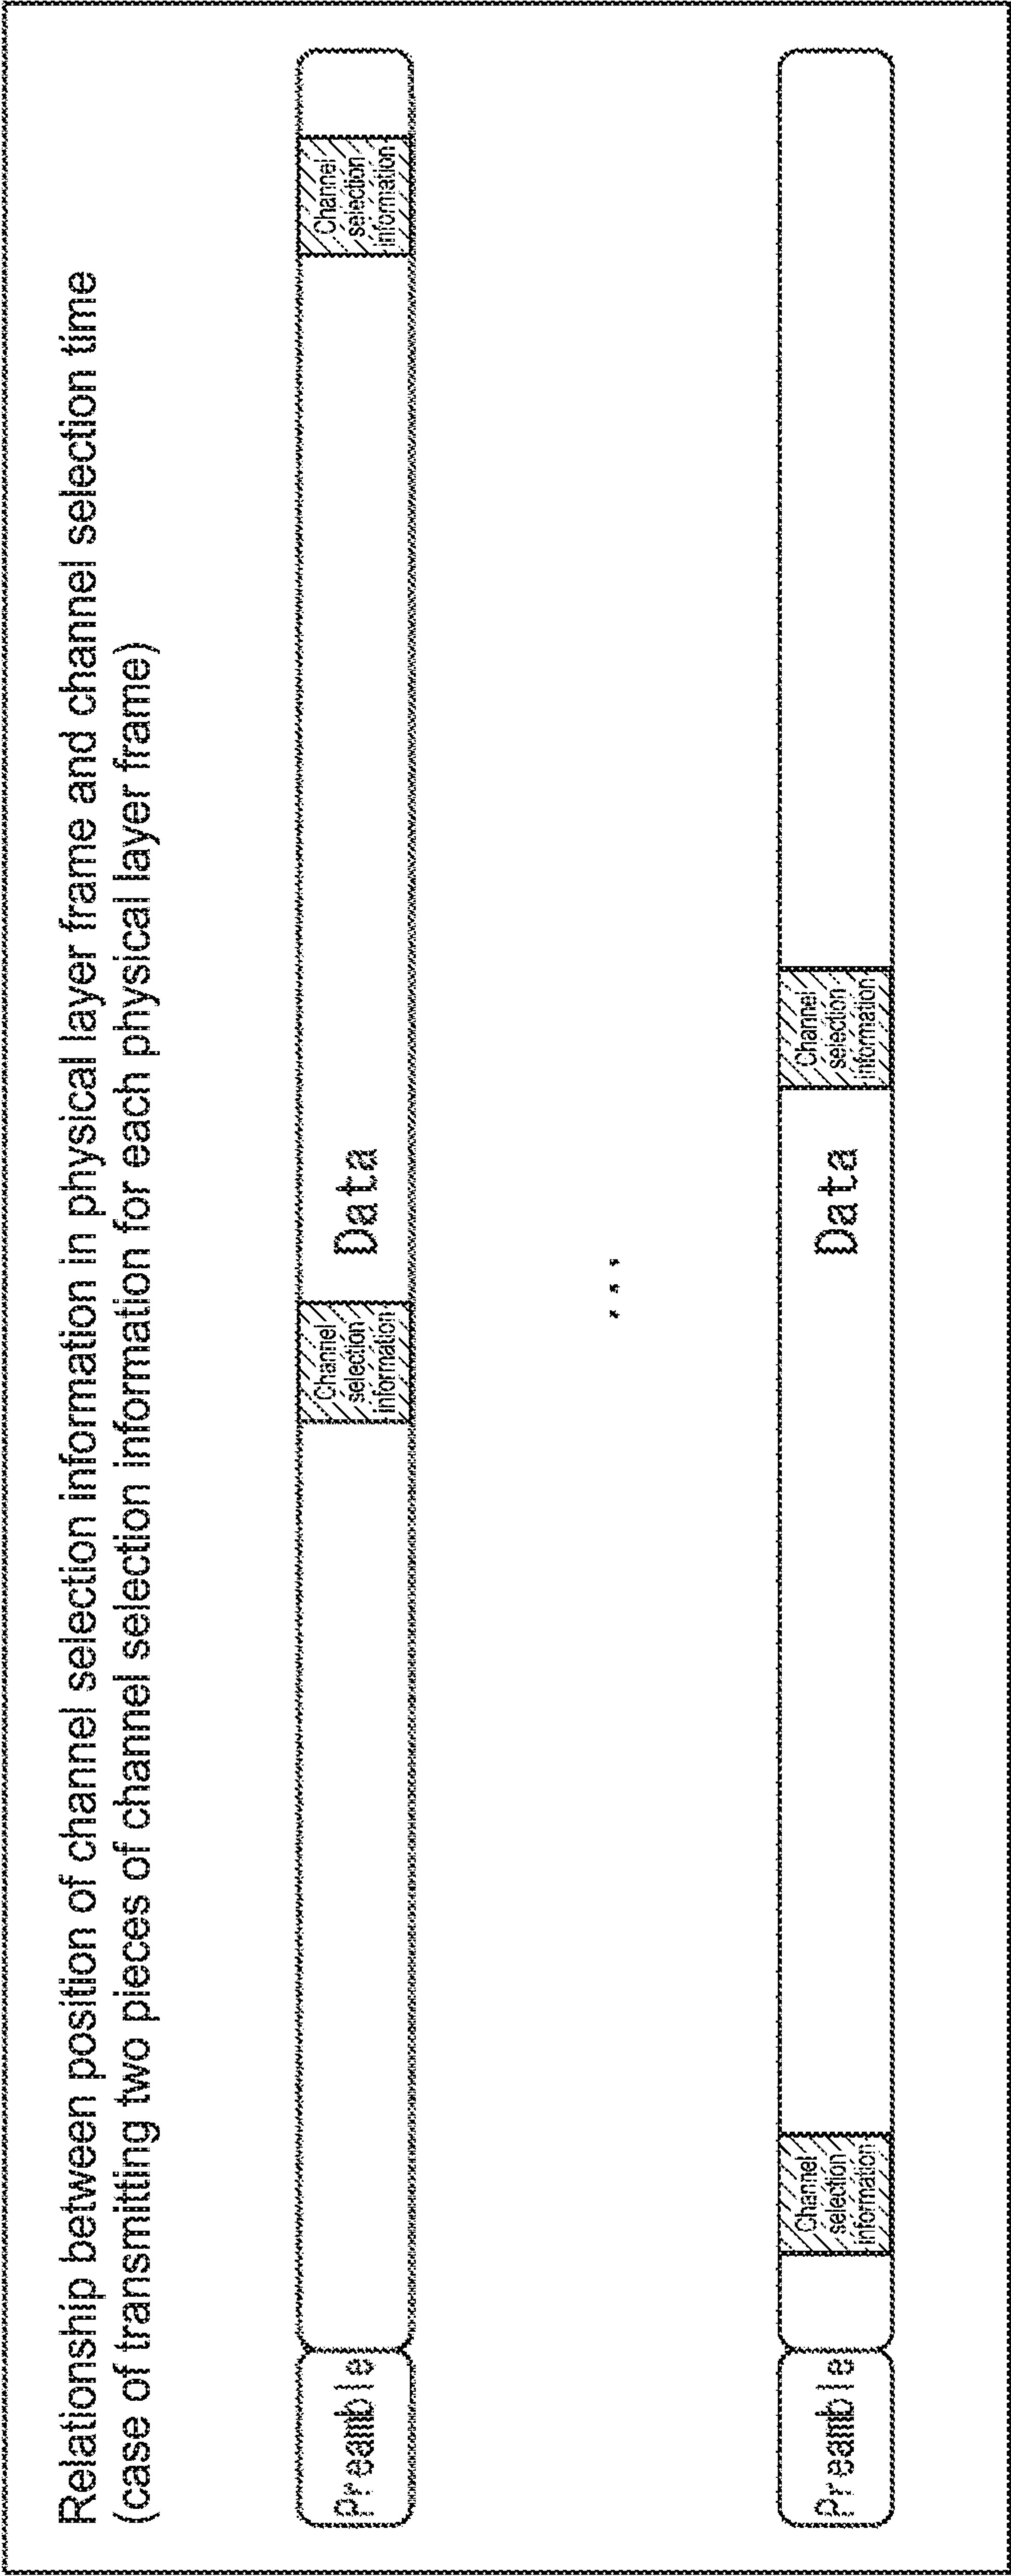 Relationship between position of channel selection information in physical layer frame and channel selection time
(case of transmitting two pieces of channel selection information for each physical layer frame)
Preamble
Channel
selection
information
Data
Channel
selection
information
...
Preamble
Channel
selection
information
Data
Channel
selection
information